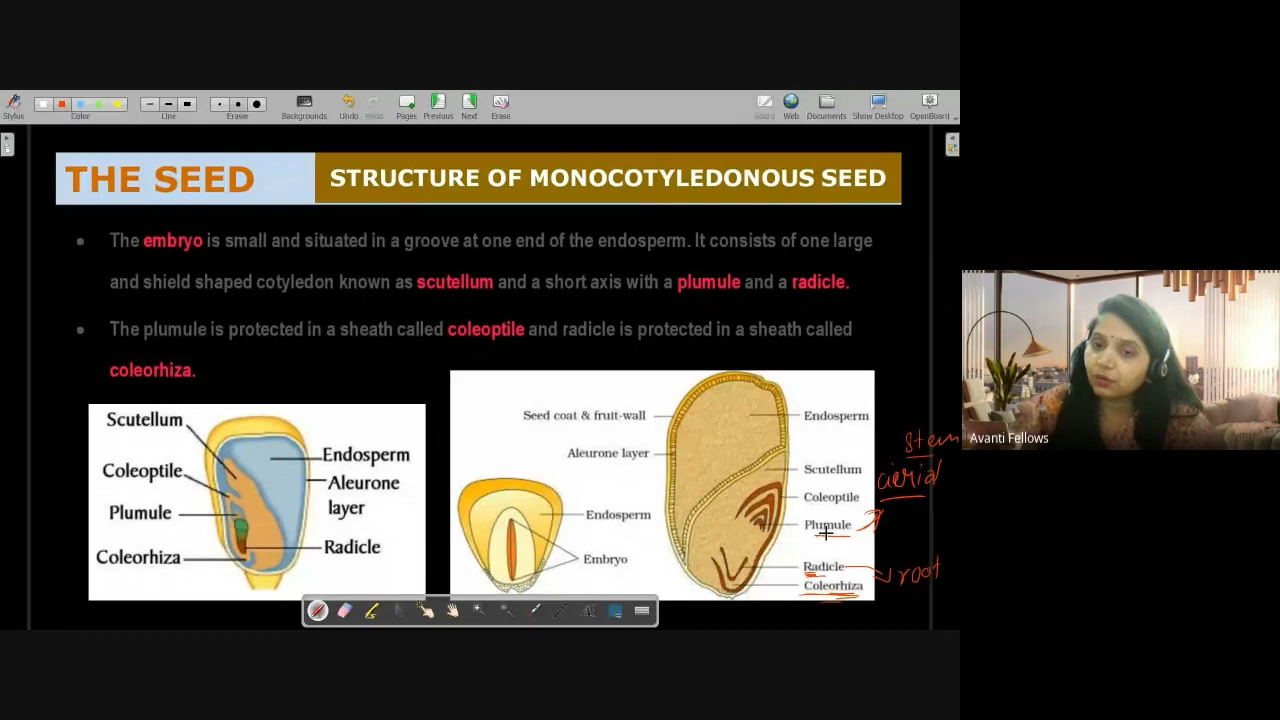 Stylus
Color
Line
Eraser
Backgrounds
Undo
Redo
Pages
Previous
Next
Erase
Board
Web
Documents
Show Desktop
OpenBoard
THE SEED
STRUCTURE OF MONOCOTYLEDONOUS SEED
• The embryo is small and situated in a groove at one end of the endosperm. It consists of one large
and shield shaped cotyledon known as scutellum and a short axis with a plumule and a radicle.
• The plumule is protected in a sheath called coleoptile and radicle is protected in a sheath called
coleorhiza.
Scutellum
Coleoptile
Plumule
Coleorhiza
Endosperm
Aleurone
layer
Radicle
Seed coat & fruit-wall
Aleurone layer
Endosperm
Embryo
Endosperm
Scutellum
Coleoptile
Plumule
Radicle
Coleorhiza
Stem
aerial
root
Avanti Fellows